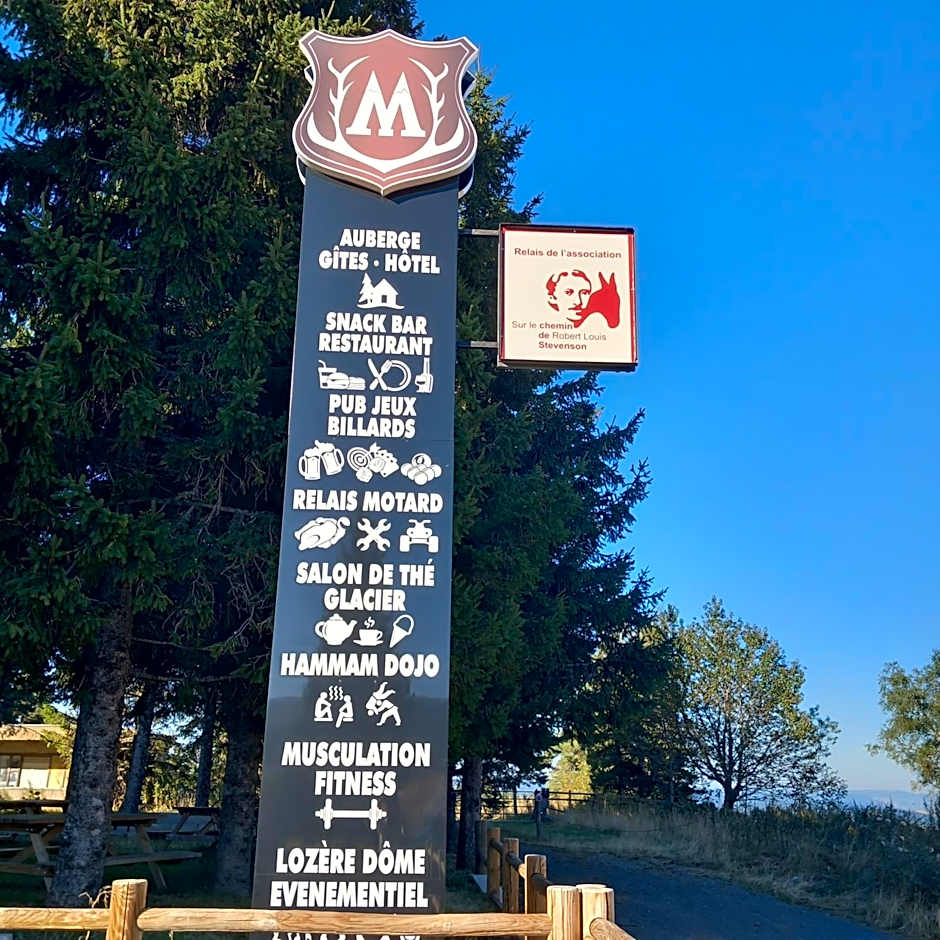 M
AUBERGE
GÎTES · HÔTEL
SNACK BAR
RESTAURANT
PUB JEUX
BILLARDS
RELAIS MOTARD
SALON DE THÉ
GLACIER
HAMMAM DOJO
MUSCULATION
FITNESS
LOZÈRE DÔME
EVENEMENTIEL
Relais de l'association
Sur le chemin
de Robert Louis
Stevenson